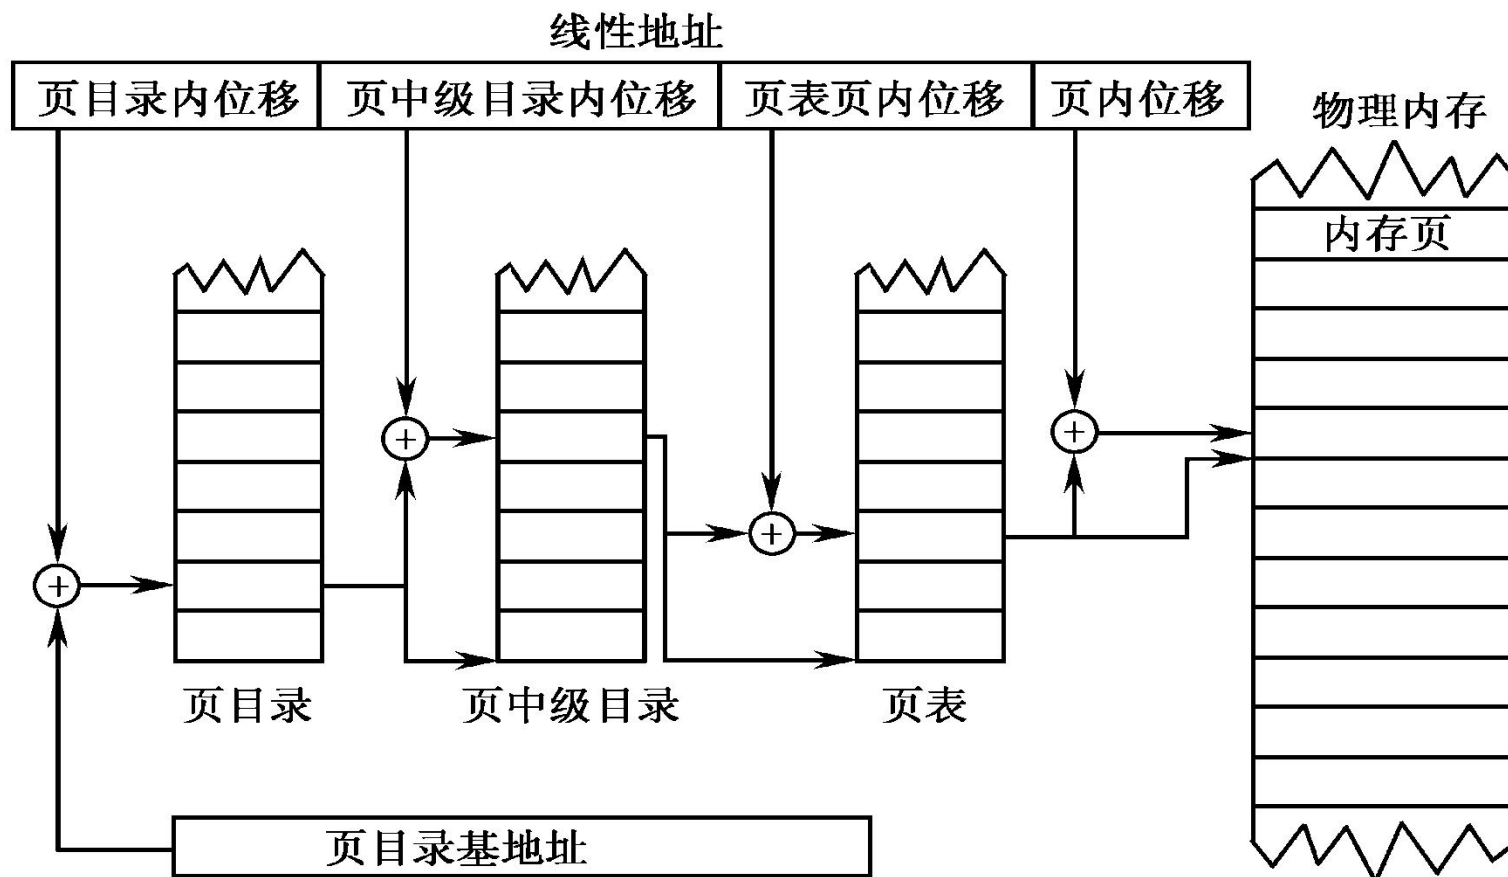 线性地址
页目录内位移 页中级目录内位移 页表页内位移 页内位移
物理内存
内存页
+
+
+
+
页目录 页中级目录 页表
页目录基地址